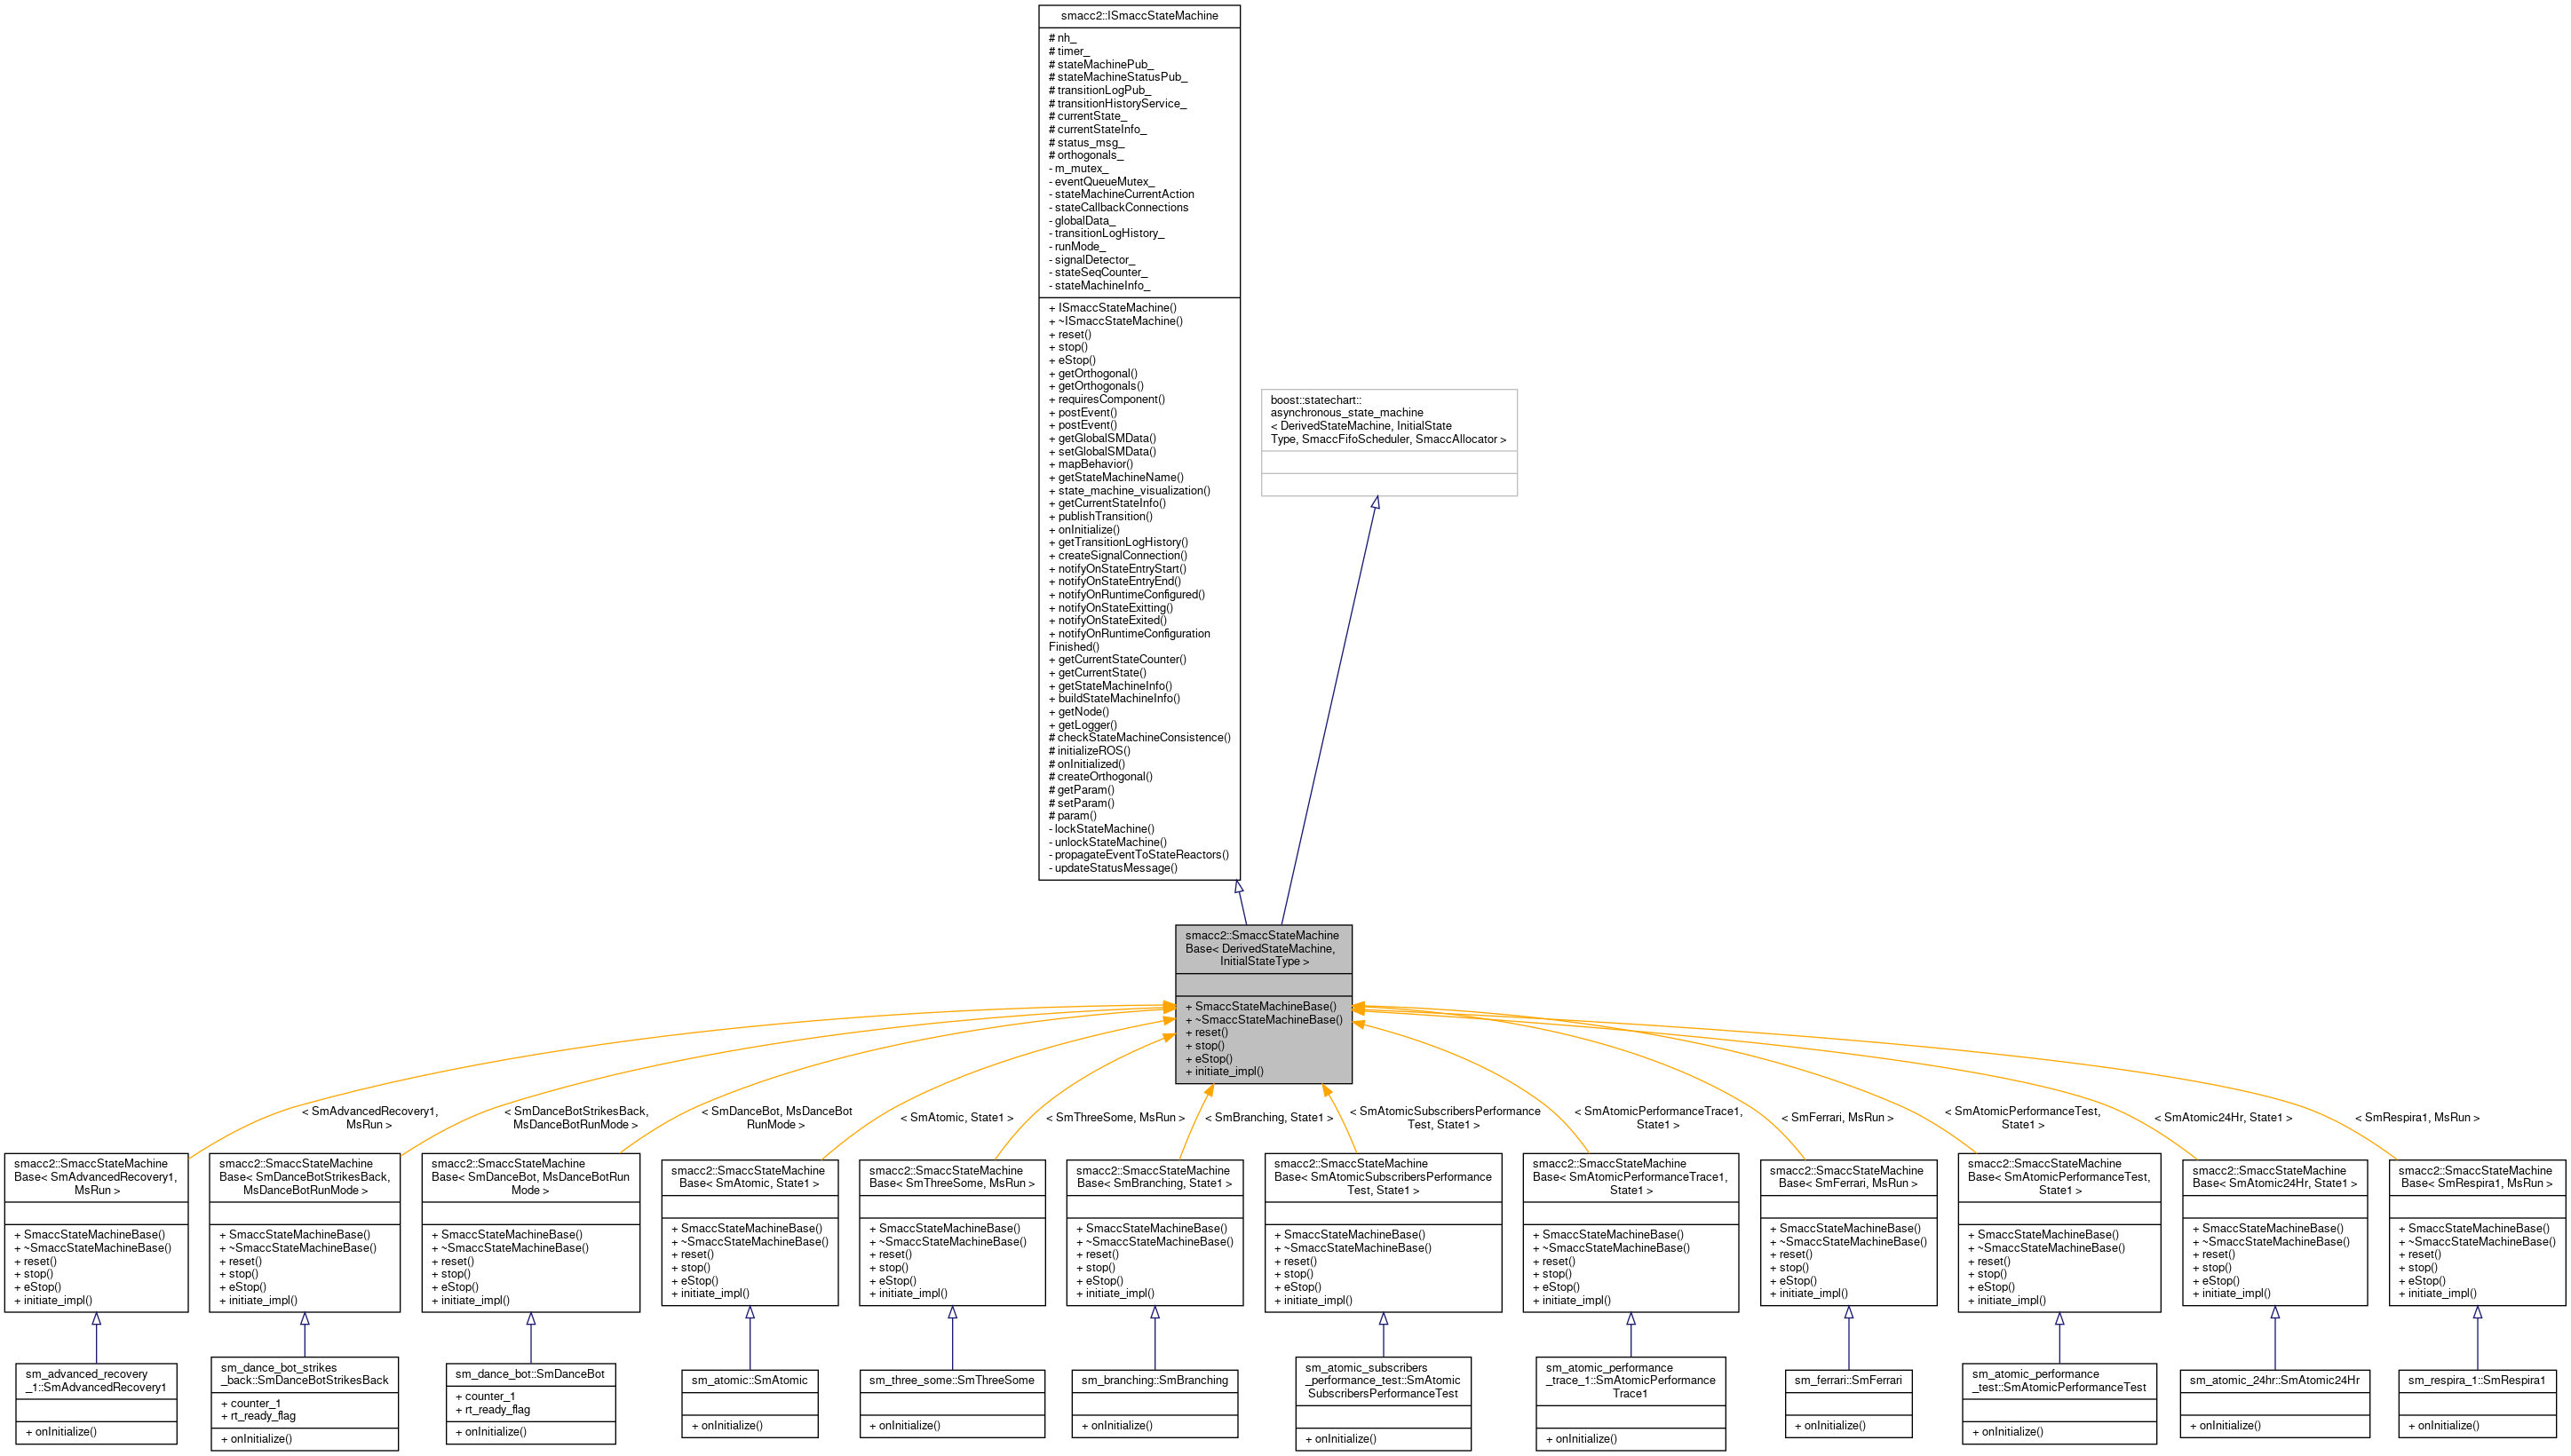 smacc2::ISmaccStateMachine
# nh_
# timer_
# stateMachinePub_
# stateMachineStatusPub_
# transitionLogPub_
# transitionHistoryService_
# currentState_
# currentStateInfo_
# status_msg_
# orthogonals_
- m_mutex_
- eventQueueMutex_
- stateMachineCurrentAction
- stateCallbackConnections
- globalData_
- transitionLogHistory_
- runMode_
- signalDetector_
- stateSeqCounter_
- stateMachineInfo_
+ ISmaccStateMachine()
+ ~ISmaccStateMachine()
+ reset()
+ stop()
+ eStop()
+ getOrthogonal()
+ getOrthogonals()
+ requiresComponent()
+ postEvent()
+ postEvent()
+ getGlobalSMData()
+ setGlobalSMData()
+ mapBehavior()
+ getStateMachineName()
+ state_machine_visualization()
+ getCurrentStateInfo()
+ publishTransition()
+ onInitialize()
+ getTransitionLogHistory()
+ createSignalConnection()
+ notifyOnStateEntryStart()
+ notifyOnStateEntryEnd()
+ notifyOnRuntimeConfigured()
+ notifyOnStateExitting()
+ notifyOnStateExited()
+ notifyOnRuntimeConfiguration
Finished()
+ getCurrentStateCounter()
+ getCurrentState()
+ getStateMachineInfo()
+ buildStateMachineInfo()
+ getNode()
+ getLogger()
# checkStateMachineConsistence()
# initializeROS()
# onInitialized()
# createOrthogonal()
# getParam()
# setParam()
# param()
- lockStateMachine()
- unlockStateMachine()
- propagateEventToStateReactors()
- updateStatusMessage()
boost::statechart::
asynchronous_state_machine
< DerivedStateMachine, InitialState
Type, SmaccFifoScheduler, SmaccAllocator >
smacc2::SmaccStateMachine
Base< DerivedStateMachine,
InitialStateType >
+ SmaccStateMachineBase()
+ ~SmaccStateMachineBase()
+ reset()
+ stop()
+ eStop()
+ initiate_impl()
< SmAdvancedRecovery1,
MsRun >
< SmDanceBotStrikesBack,
MsDanceBotRunMode >
< SmDanceBot, MsDanceBot
RunMode >
< SmAtomic, State1 >
< SmThreeSome, MsRun >
< SmBranching, State1 >
< SmAtomicSubscribersPerformance
Test, State1 >
< SmAtomicPerformanceTrace1,
State1 >
< SmFerrari, MsRun >
< SmAtomicPerformanceTest,
State1 >
< SmAtomic24Hr, State1 >
< SmRespira1, MsRun >
smacc2::SmaccStateMachine
Base< SmAdvancedRecovery1,
MsRun >
+ SmaccStateMachineBase()
+ ~SmaccStateMachineBase()
+ reset()
+ stop()
+ eStop()
+ initiate_impl()
smacc2::SmaccStateMachine
Base< SmDanceBotStrikesBack,
MsDanceBotRunMode >
+ SmaccStateMachineBase()
+ ~SmaccStateMachineBase()
+ reset()
+ stop()
+ eStop()
+ initiate_impl()
smacc2::SmaccStateMachine
Base< SmDanceBot, MsDanceBotRun
Mode >
+ SmaccStateMachineBase()
+ ~SmaccStateMachineBase()
+ reset()
+ stop()
+ eStop()
+ initiate_impl()
smacc2::SmaccStateMachine
Base< SmAtomic, State1 >
+ SmaccStateMachineBase()
+ ~SmaccStateMachineBase()
+ reset()
+ stop()
+ eStop()
+ initiate_impl()
smacc2::SmaccStateMachine
Base< SmThreeSome, MsRun >
+ SmaccStateMachineBase()
+ ~SmaccStateMachineBase()
+ reset()
+ stop()
+ eStop()
+ initiate_impl()
smacc2::SmaccStateMachine
Base< SmBranching, State1 >
+ SmaccStateMachineBase()
+ ~SmaccStateMachineBase()
+ reset()
+ stop()
+ eStop()
+ initiate_impl()
smacc2::SmaccStateMachine
Base< SmAtomicSubscribersPerformance
Test, State1 >
+ SmaccStateMachineBase()
+ ~SmaccStateMachineBase()
+ reset()
+ stop()
+ eStop()
+ initiate_impl()
smacc2::SmaccStateMachine
Base< SmAtomicPerformanceTrace1,
State1 >
+ SmaccStateMachineBase()
+ ~SmaccStateMachineBase()
+ reset()
+ stop()
+ eStop()
+ initiate_impl()
smacc2::SmaccStateMachine
Base< SmFerrari, MsRun >
+ SmaccStateMachineBase()
+ ~SmaccStateMachineBase()
+ reset()
+ stop()
+ eStop()
+ initiate_impl()
smacc2::SmaccStateMachine
Base< SmAtomicPerformanceTest,
State1 >
+ SmaccStateMachineBase()
+ ~SmaccStateMachineBase()
+ reset()
+ stop()
+ eStop()
+ initiate_impl()
smacc2::SmaccStateMachine
Base< SmAtomic24Hr, State1 >
+ SmaccStateMachineBase()
+ ~SmaccStateMachineBase()
+ reset()
+ stop()
+ eStop()
+ initiate_impl()
smacc2::SmaccStateMachine
Base< SmRespira1, MsRun >
+ SmaccStateMachineBase()
+ ~SmaccStateMachineBase()
+ reset()
+ stop()
+ eStop()
+ initiate_impl()
sm_advanced_recovery
_1::SmAdvancedRecovery1
+ onInitialize()
sm_dance_bot_strikes
_back::SmDanceBotStrikesBack
+ counter_1
+ rt_ready_flag
+ onInitialize()
sm_dance_bot::SmDanceBot
+ counter_1
+ rt_ready_flag
+ onInitialize()
sm_atomic::SmAtomic
+ onInitialize()
sm_three_some::SmThreeSome
+ onInitialize()
sm_branching::SmBranching
+ onInitialize()
sm_atomic_subscribers
_performance_test::SmAtomic
SubscribersPerformanceTest
+ onInitialize()
sm_atomic_performance
_trace_1::SmAtomicPerformance
Trace1
+ onInitialize()
sm_ferrari::SmFerrari
+ onInitialize()
sm_atomic_performance
_test::SmAtomicPerformanceTest
+ onInitialize()
sm_atomic_24hr::SmAtomic24Hr
+ onInitialize()
sm_respira_1::SmRespira1
+ onInitialize()